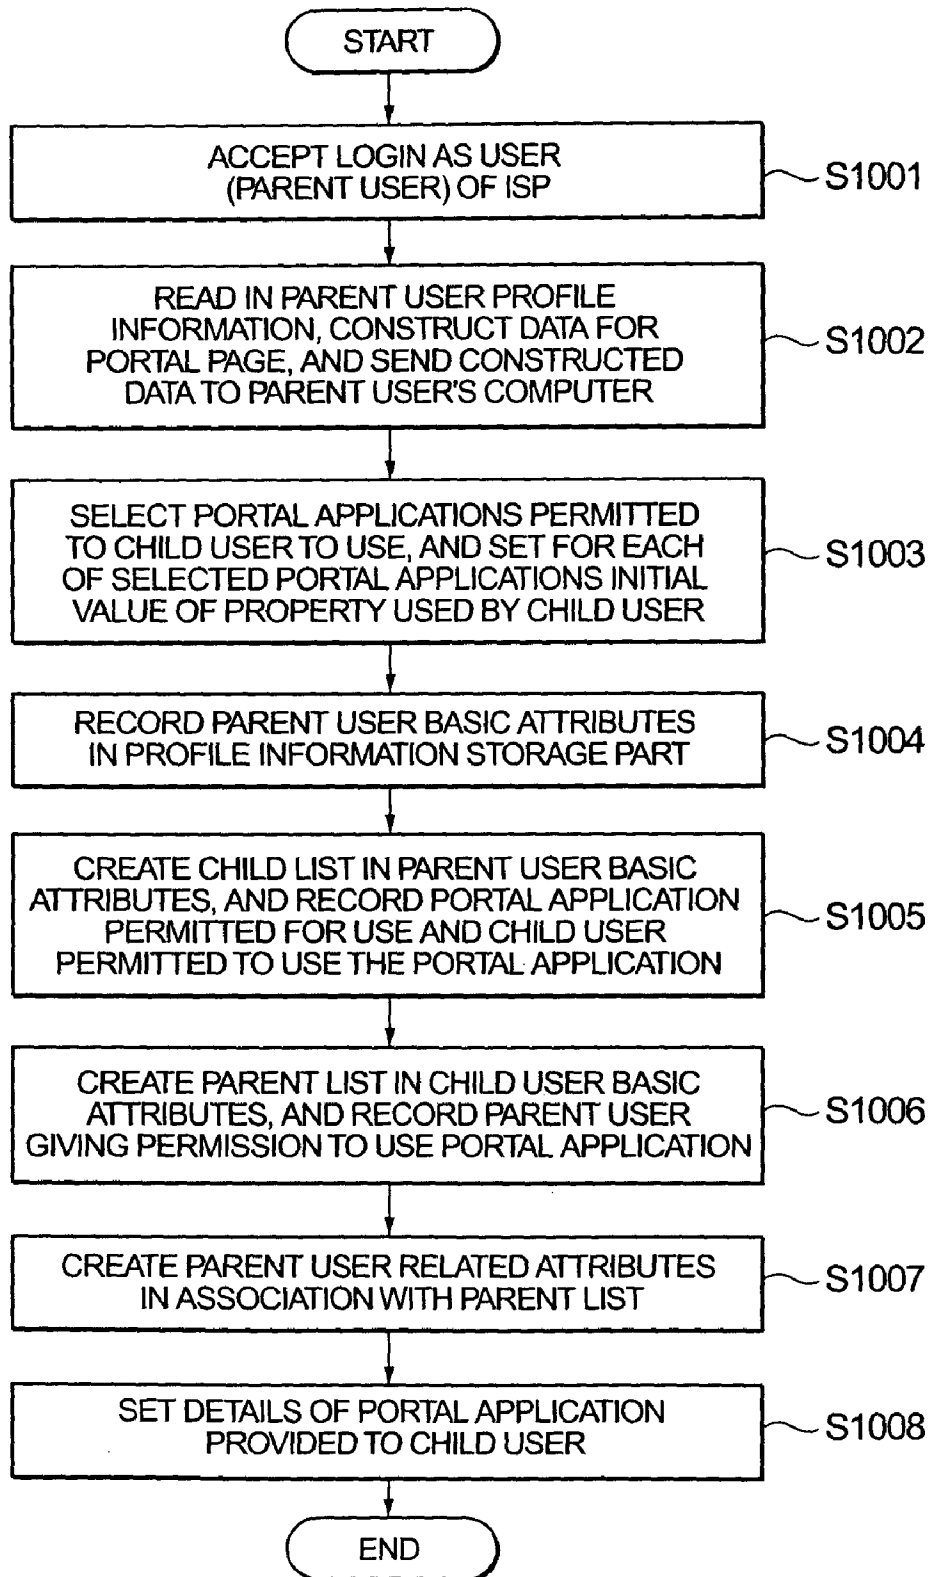 START
ACCEPT LOGIN AS USER
(PARENT USER) OF ISP
S1001
READ IN PARENT USER PROFILE
INFORMATION, CONSTRUCT DATA FOR
PORTAL PAGE, AND SEND CONSTRUCTED
DATA TO PARENT USER'S COMPUTER
S1002
SELECT PORTAL APPLICATIONS PERMITTED
TO CHILD USER TO USE, AND SET FOR EACH
OF SELECTED PORTAL APPLICATIONS INITIAL
VALUE OF PROPERTY USED BY CHILD USER
S1003
RECORD PARENT USER BASIC ATTRIBUTES
IN PROFILE INFORMATION STORAGE PART
S1004
CREATE CHILD LIST IN PARENT USER BASIC
ATTRIBUTES, AND RECORD PORTAL APPLICATION
PERMITTED FOR USE AND CHILD USER
PERMITTED TO USE THE PORTAL APPLICATION
S1005
CREATE PARENT LIST IN CHILD USER BASIC
ATTRIBUTES, AND RECORD PARENT USER
GIVING PERMISSION TO USE PORTAL APPLICATION
S1006
CREATE PARENT USER RELATED ATTRIBUTES
IN ASSOCIATION WITH PARENT LIST
S1007
SET DETAILS OF PORTAL APPLICATION
PROVIDED TO CHILD USER
S1008
END